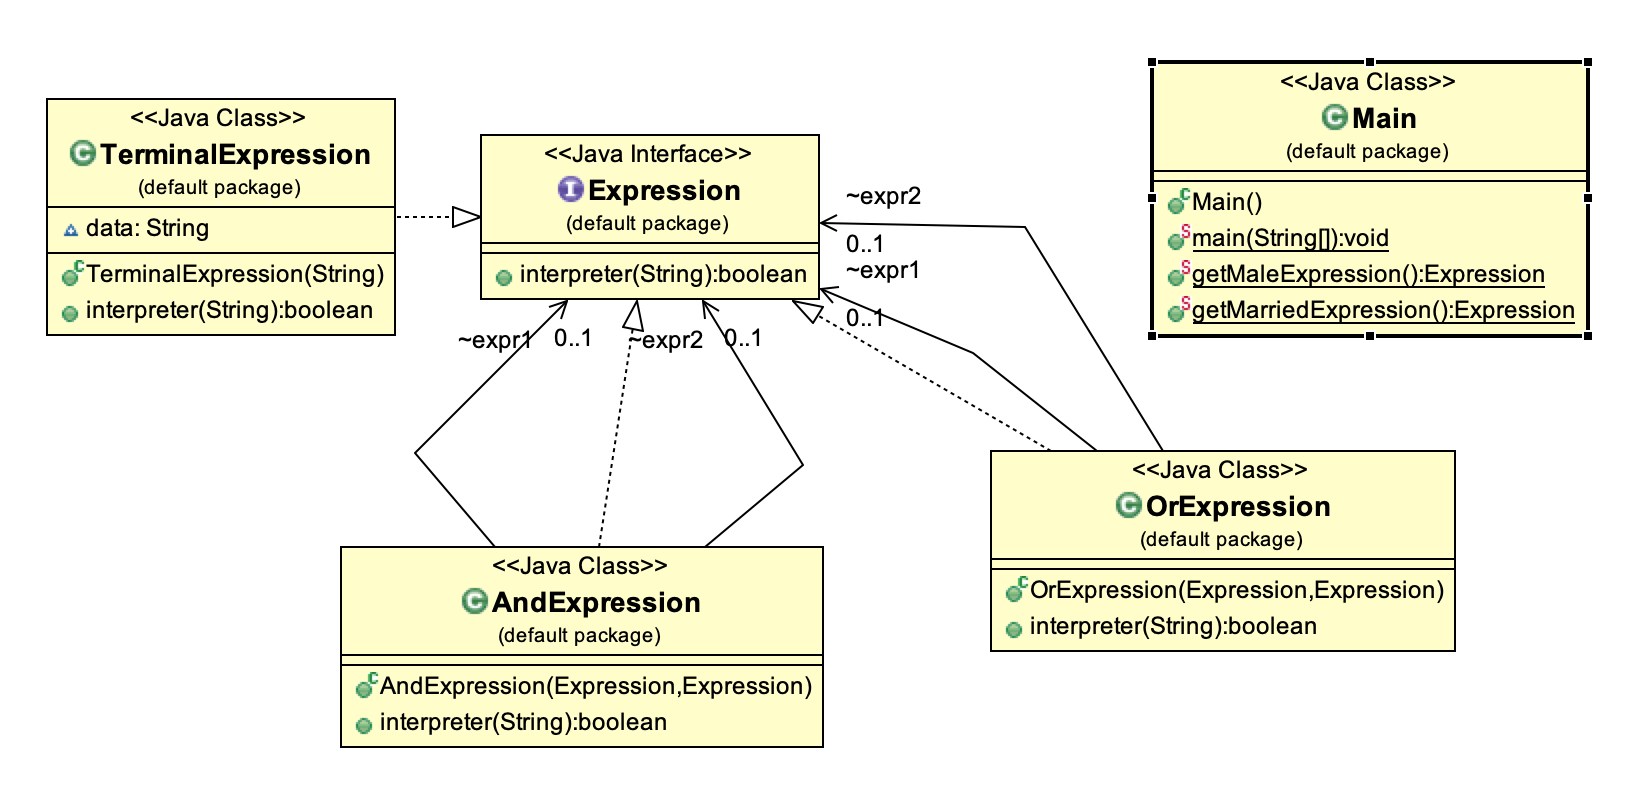 <<Java Class>>
TerminalExpression
(default package)
data: String
TerminalExpression(String)
interpreter(String):boolean
<<Java Interface>>
Expression
(default package)
interpreter(String):boolean
<<Java Class>>
Main
(default package)
Main()
main(String[]):void
getMaleExpression():Expression
getMarriedExpression():Expression
~expr2
0..1
~expr1
0..1
~expr1
0..1
~expr2
0..1
<<Java Class>>
AndExpression
(default package)
AndExpression(Expression,Expression)
interpreter(String):boolean
<<Java Class>>
OrExpression
(default package)
OrExpression(Expression,Expression)
interpreter(String):boolean